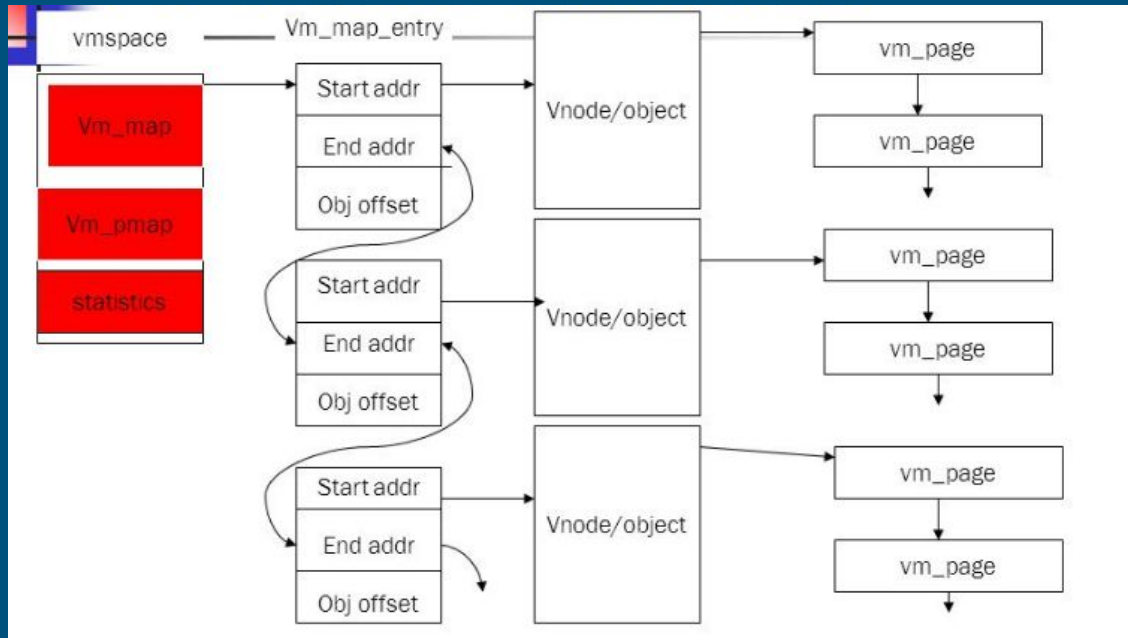 vmspace
Vm_map_entry
Vm_map
Vm_pmap
statistics
Start addr
End addr
Obj offset
Start addr
End addr
Obj offset
Start addr
End addr
Obj offset
Vnode/object
Vnode/object
Vnode/object
vm_page
vm_page
vm_page
vm_page
vm_page
vm_page